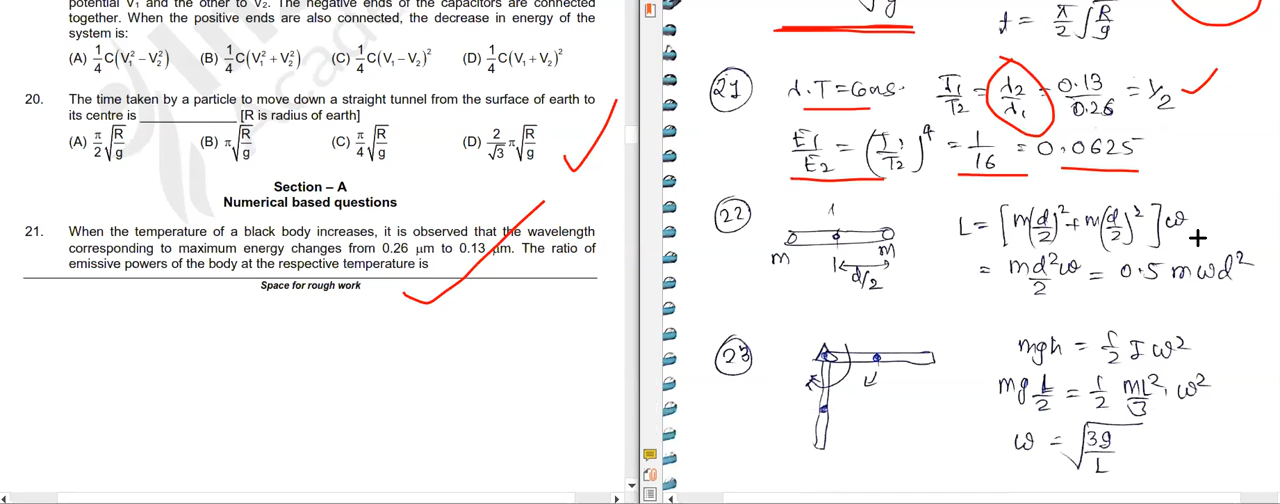 potential V₁ and the other to V₂. The negative ends of the capacitors are connected
together. When the positive ends are also connected, the decrease in energy of the
system is:
(A) 1/4 C(V₁² − V₂²) (B) 1/4 C(V₁² + V₂²) (C) 1/4 C(V₁ − V₂)² (D) 1/4 C(V₁ + V₂)²
20. The time taken by a particle to move down a straight tunnel from the surface of earth to
its centre is ____________ [R is radius of earth]
(A) π/2 √(R/g) (B) π √(R/g) (C) π/4 √(R/g) (D) 2/√3 π √(R/g)
Section – A
Numerical based questions
21. When the temperature of a black body increases, it is observed that the wavelength
corresponding to maximum energy changes from 0.26 μm to 0.13 μm. The ratio of
emissive powers of the body at the respective temperature is
Space for rough work
√g
t = π/2 √(R/g)
21 λ.T = Cons. T₁/T₂ = λ₂/λ₁ = 0.13/0.26 = 1/2
E₁/E₂ = (T₁/T₂)⁴ = 1/16 = 0.0625
22 L = [m(d/2)² + m(d/2)²] ω
m m
d/2
= md²ω/2 = 0.5 mωd²
23 mgh = 1/2 I ω²
mg L/2 = 1/2 mL²/3 . ω²
ω = √(3g/L)